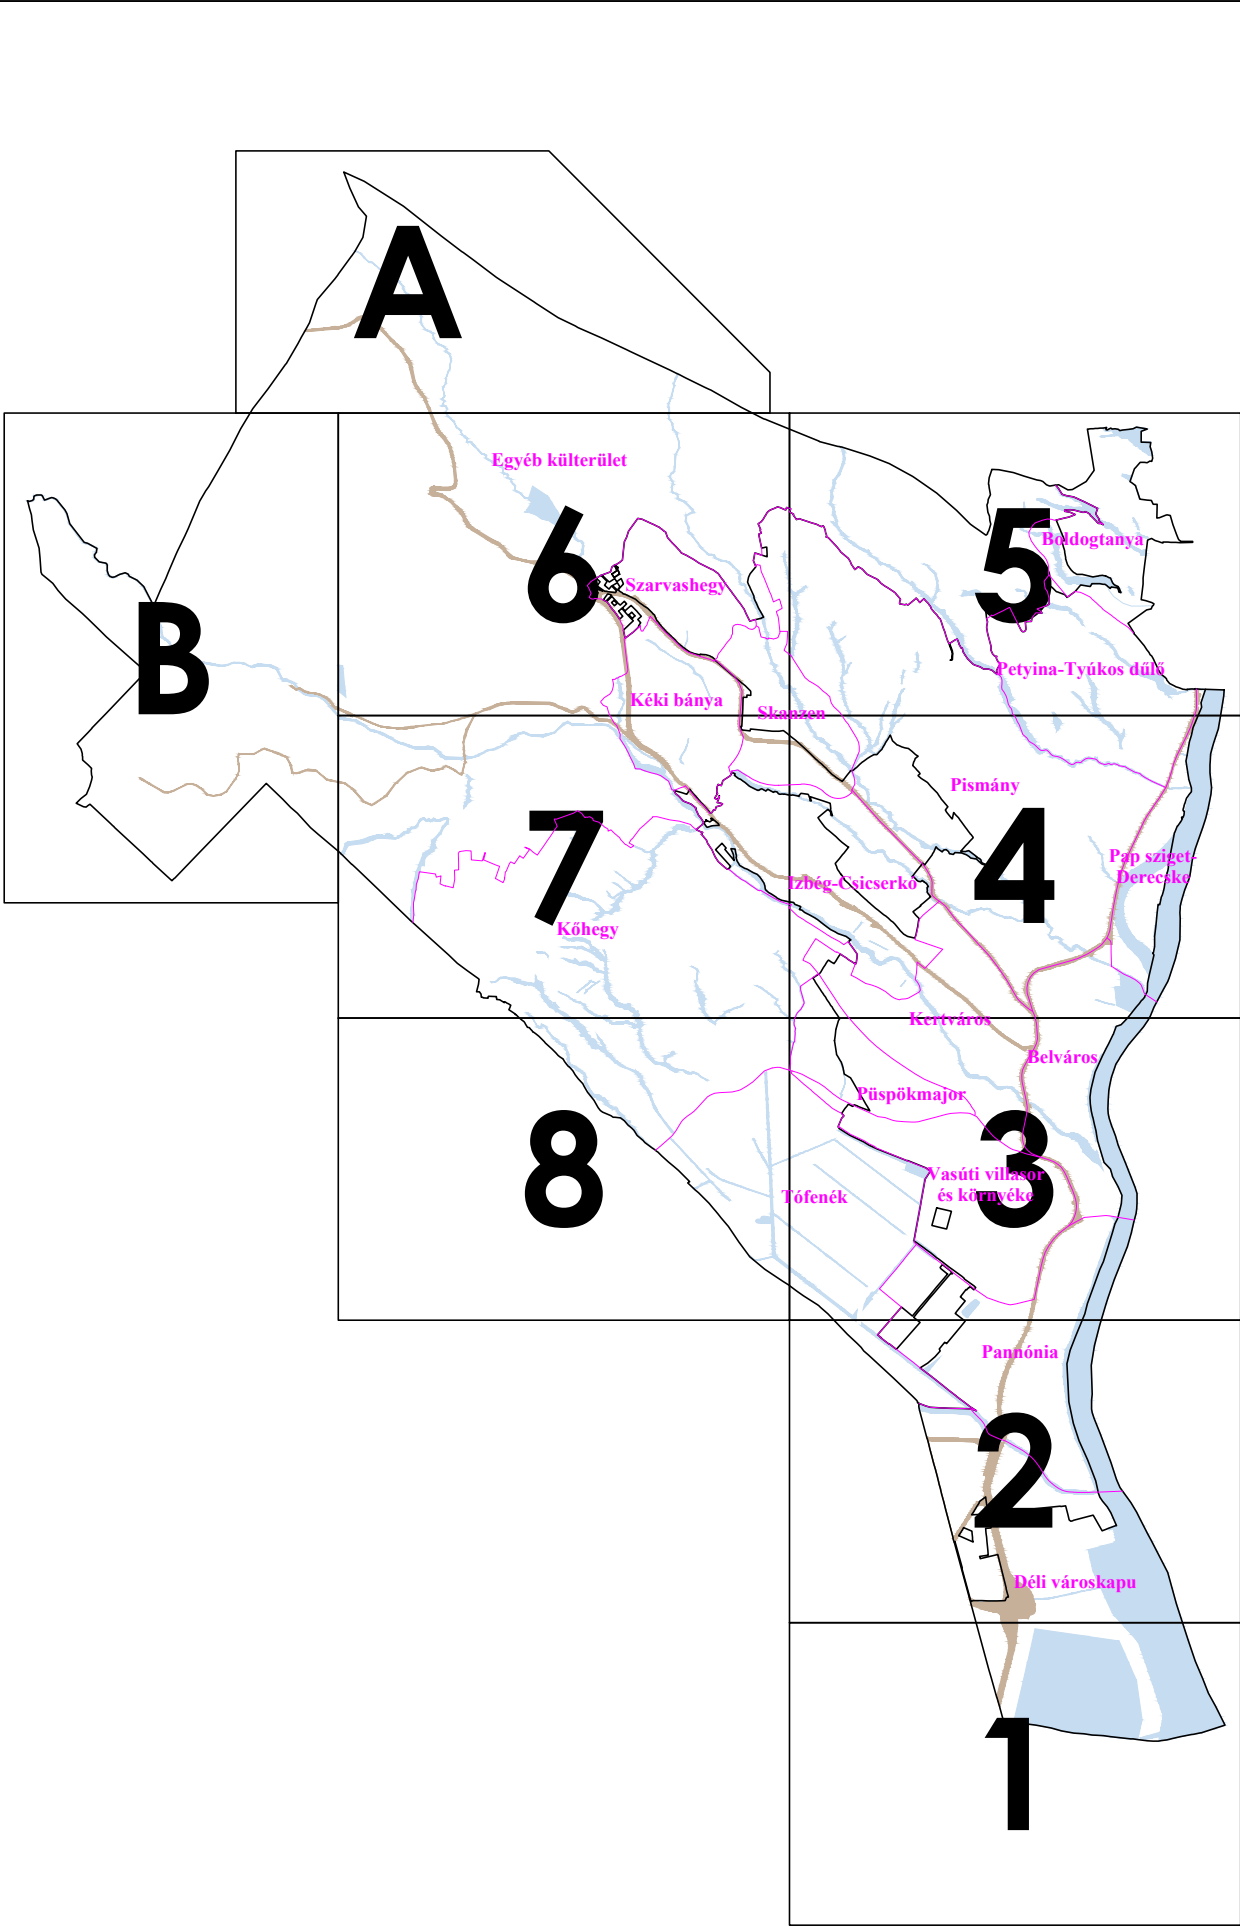 A
Egyéb külterület
6
5
Boldogtanya
Szarvashegy
B
Petyina-Tyúkos dűlő
Kéki bánya
Skanzen
Pismány
7
4
Pap sziget-
Derecske
Izbég-Csicserkó
Kőhegy
Kertváros
Belváros
Püspökmajor
8
3
Vasúti villasor
és környéke
Tófenék
Pannónia
2
Déli városkapu
1